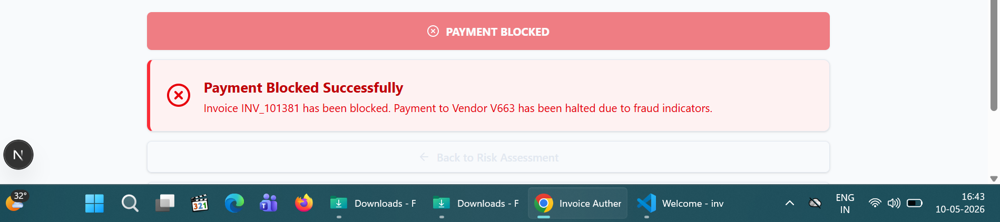 PAYMENT BLOCKED
Payment Blocked Successfully
Invoice INV_101381 has been blocked. Payment to Vendor V663 has been halted due to fraud indicators.
Back to Risk Assessment
N
32°
321
T
Downloads - F
Downloads - F
Invoice Auther
Welcome - inv
ENG
IN
16:43
10-05-2026